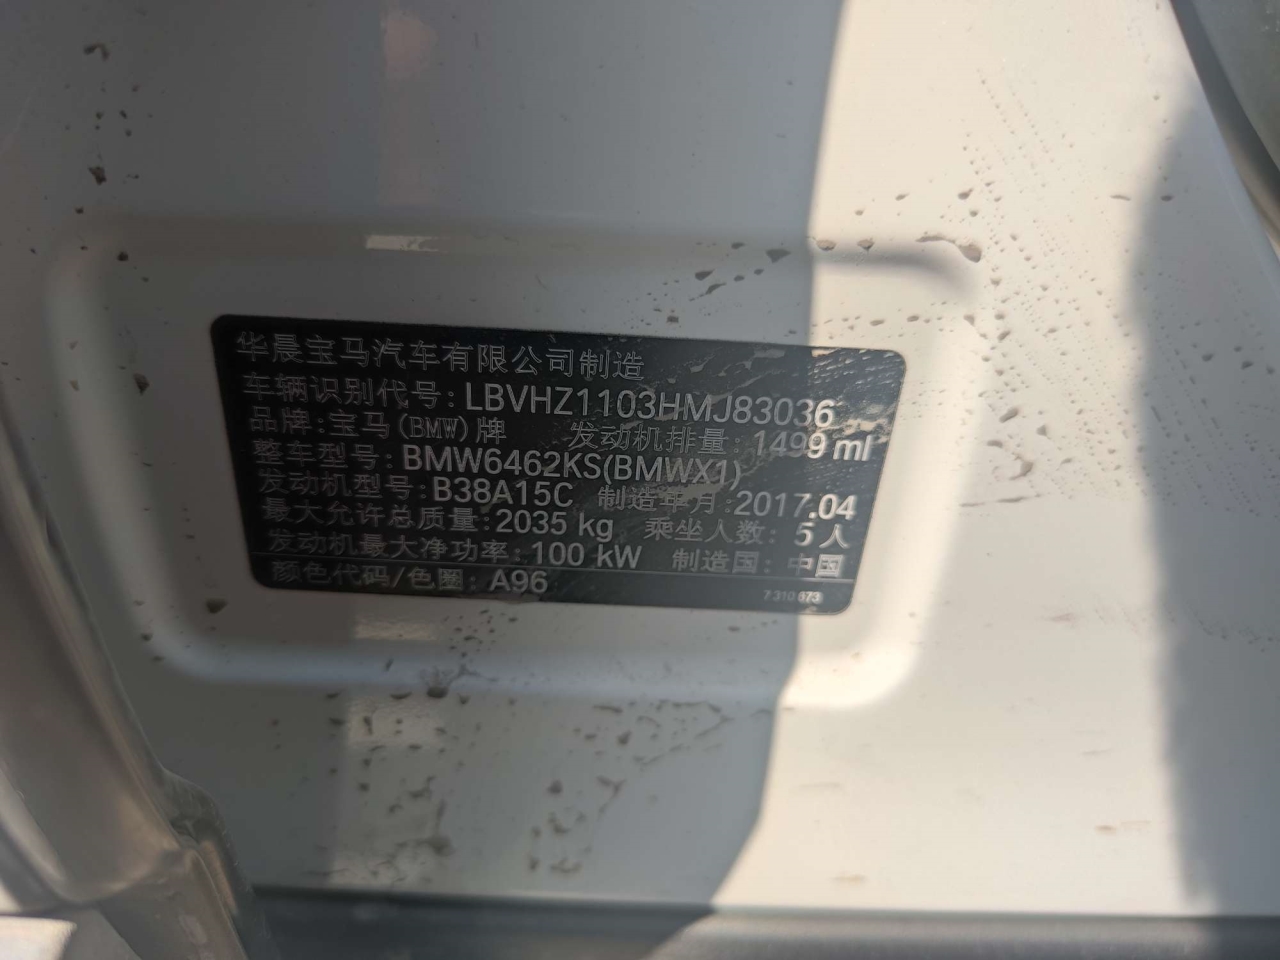 华晨宝马汽车有限公司制造
车辆识别代号: LBVHZ1103HMJ83036
品牌: 宝马(BMW)牌 发动机排量: 1499 ml
整车型号: BMW6462KS(BMWX1)
发动机型号: B38A15C 制造年月: 2017.04
最大允许总质量: 2035 kg 乘坐人数: 5人
发动机最大净功率: 100 kW 制造国: 中国
颜色代码/色圈: A96 7 310 673